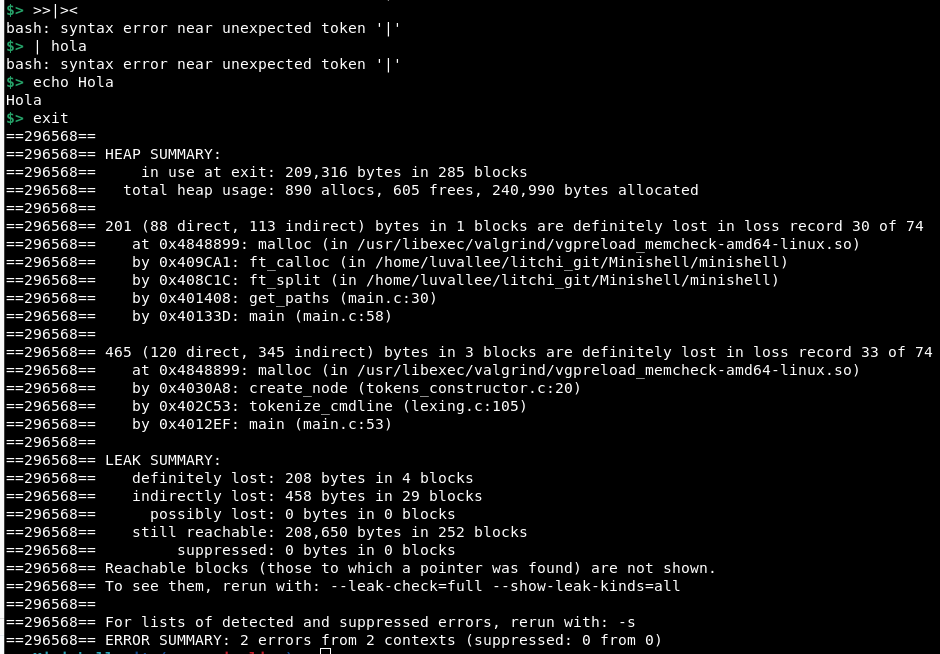 $> >>|><
bash: syntax error near unexpected token '|'
$> | hola
bash: syntax error near unexpected token '|'
$> echo Hola
Hola
$> exit
==296568==
==296568== HEAP SUMMARY:
==296568==     in use at exit: 209,316 bytes in 285 blocks
==296568==   total heap usage: 890 allocs, 605 frees, 240,990 bytes allocated
==296568==
==296568== 201 (88 direct, 113 indirect) bytes in 1 blocks are definitely lost in loss record 30 of 74
==296568==    at 0x4848899: malloc (in /usr/libexec/valgrind/vgpreload_memcheck-amd64-linux.so)
==296568==    by 0x409CA1: ft_calloc (in /home/luvallee/litchi_git/Minishell/minishell)
==296568==    by 0x408C1C: ft_split (in /home/luvallee/litchi_git/Minishell/minishell)
==296568==    by 0x401408: get_paths (main.c:30)
==296568==    by 0x40133D: main (main.c:58)
==296568==
==296568== 465 (120 direct, 345 indirect) bytes in 3 blocks are definitely lost in loss record 33 of 74
==296568==    at 0x4848899: malloc (in /usr/libexec/valgrind/vgpreload_memcheck-amd64-linux.so)
==296568==    by 0x4030A8: create_node (tokens_constructor.c:20)
==296568==    by 0x402C53: tokenize_cmdline (lexing.c:105)
==296568==    by 0x4012EF: main (main.c:53)
==296568==
==296568== LEAK SUMMARY:
==296568==    definitely lost: 208 bytes in 4 blocks
==296568==    indirectly lost: 458 bytes in 29 blocks
==296568==      possibly lost: 0 bytes in 0 blocks
==296568==    still reachable: 208,650 bytes in 252 blocks
==296568==         suppressed: 0 bytes in 0 blocks
==296568== Reachable blocks (those to which a pointer was found) are not shown.
==296568== To see them, rerun with: --leak-check=full --show-leak-kinds=all
==296568==
==296568== For lists of detected and suppressed errors, rerun with: -s
==296568== ERROR SUMMARY: 2 errors from 2 contexts (suppressed: 0 from 0)